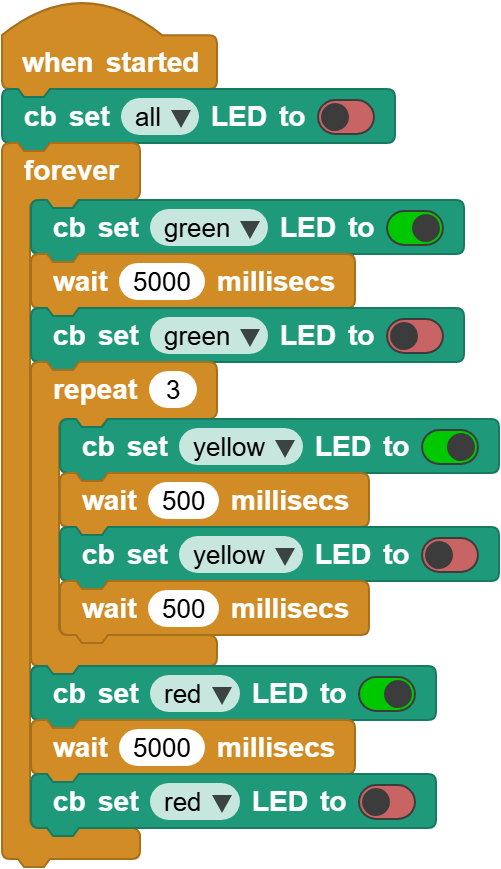 when started
cb set all LED to
forever
cb set green LED to
wait 5000 millisecs
cb set green LED to
repeat 3
cb set yellow LED to
wait 500 millisecs
cb set yellow LED to
wait 500 millisecs
cb set red LED to
wait 5000 millisecs
cb set red LED to